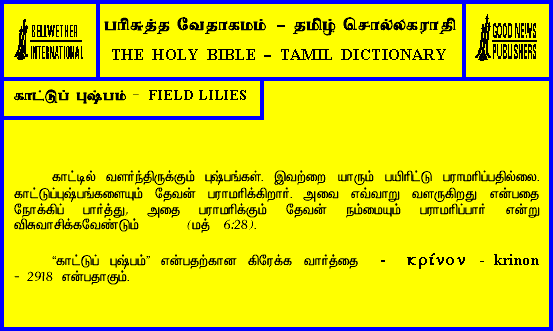 BELLWETHER
INTERNATIONAL
பரிசுத்த வேதாகமம் – தமிழ் சொல்லகராதி
THE HOLY BIBLE – TAMIL DICTIONARY
GOOD NEWS
PUBLISHERS
காட்டுப் புஷ்பம் - FIELD LILIES
காட்டில் வளர்ந்திருக்கும் புஷ்பங்கள். இவற்றை யாரும் பயிரிட்டு பராமரிப்பதில்லை.
காட்டுப்புஷ்பங்களையும் தேவன் பராமரிக்கிறார். அவை எவ்வாறு வளருகிறது என்பதை
நோக்கிப் பார்த்து, அதை பராமரிக்கும் தேவன் நம்மையும் பராமரிப்பார் என்று
விசுவாசிக்கவேண்டும் (மத் 6:28).
“காட்டுப் புஷ்பம்” என்பதற்கான கிரேக்க வார்த்தை - κρίνον - krinon
- 2918 என்பதாகும்.